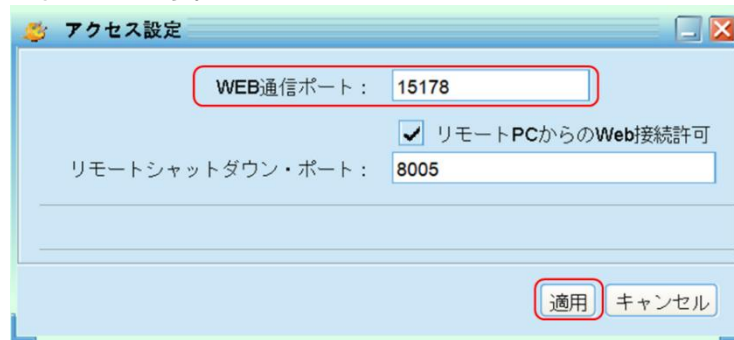 アクセス設定
WEB通信ポート： 15178
リモートPCからのWeb接続許可
リモートシャットダウン・ポート： 8005
適用 キャンセル